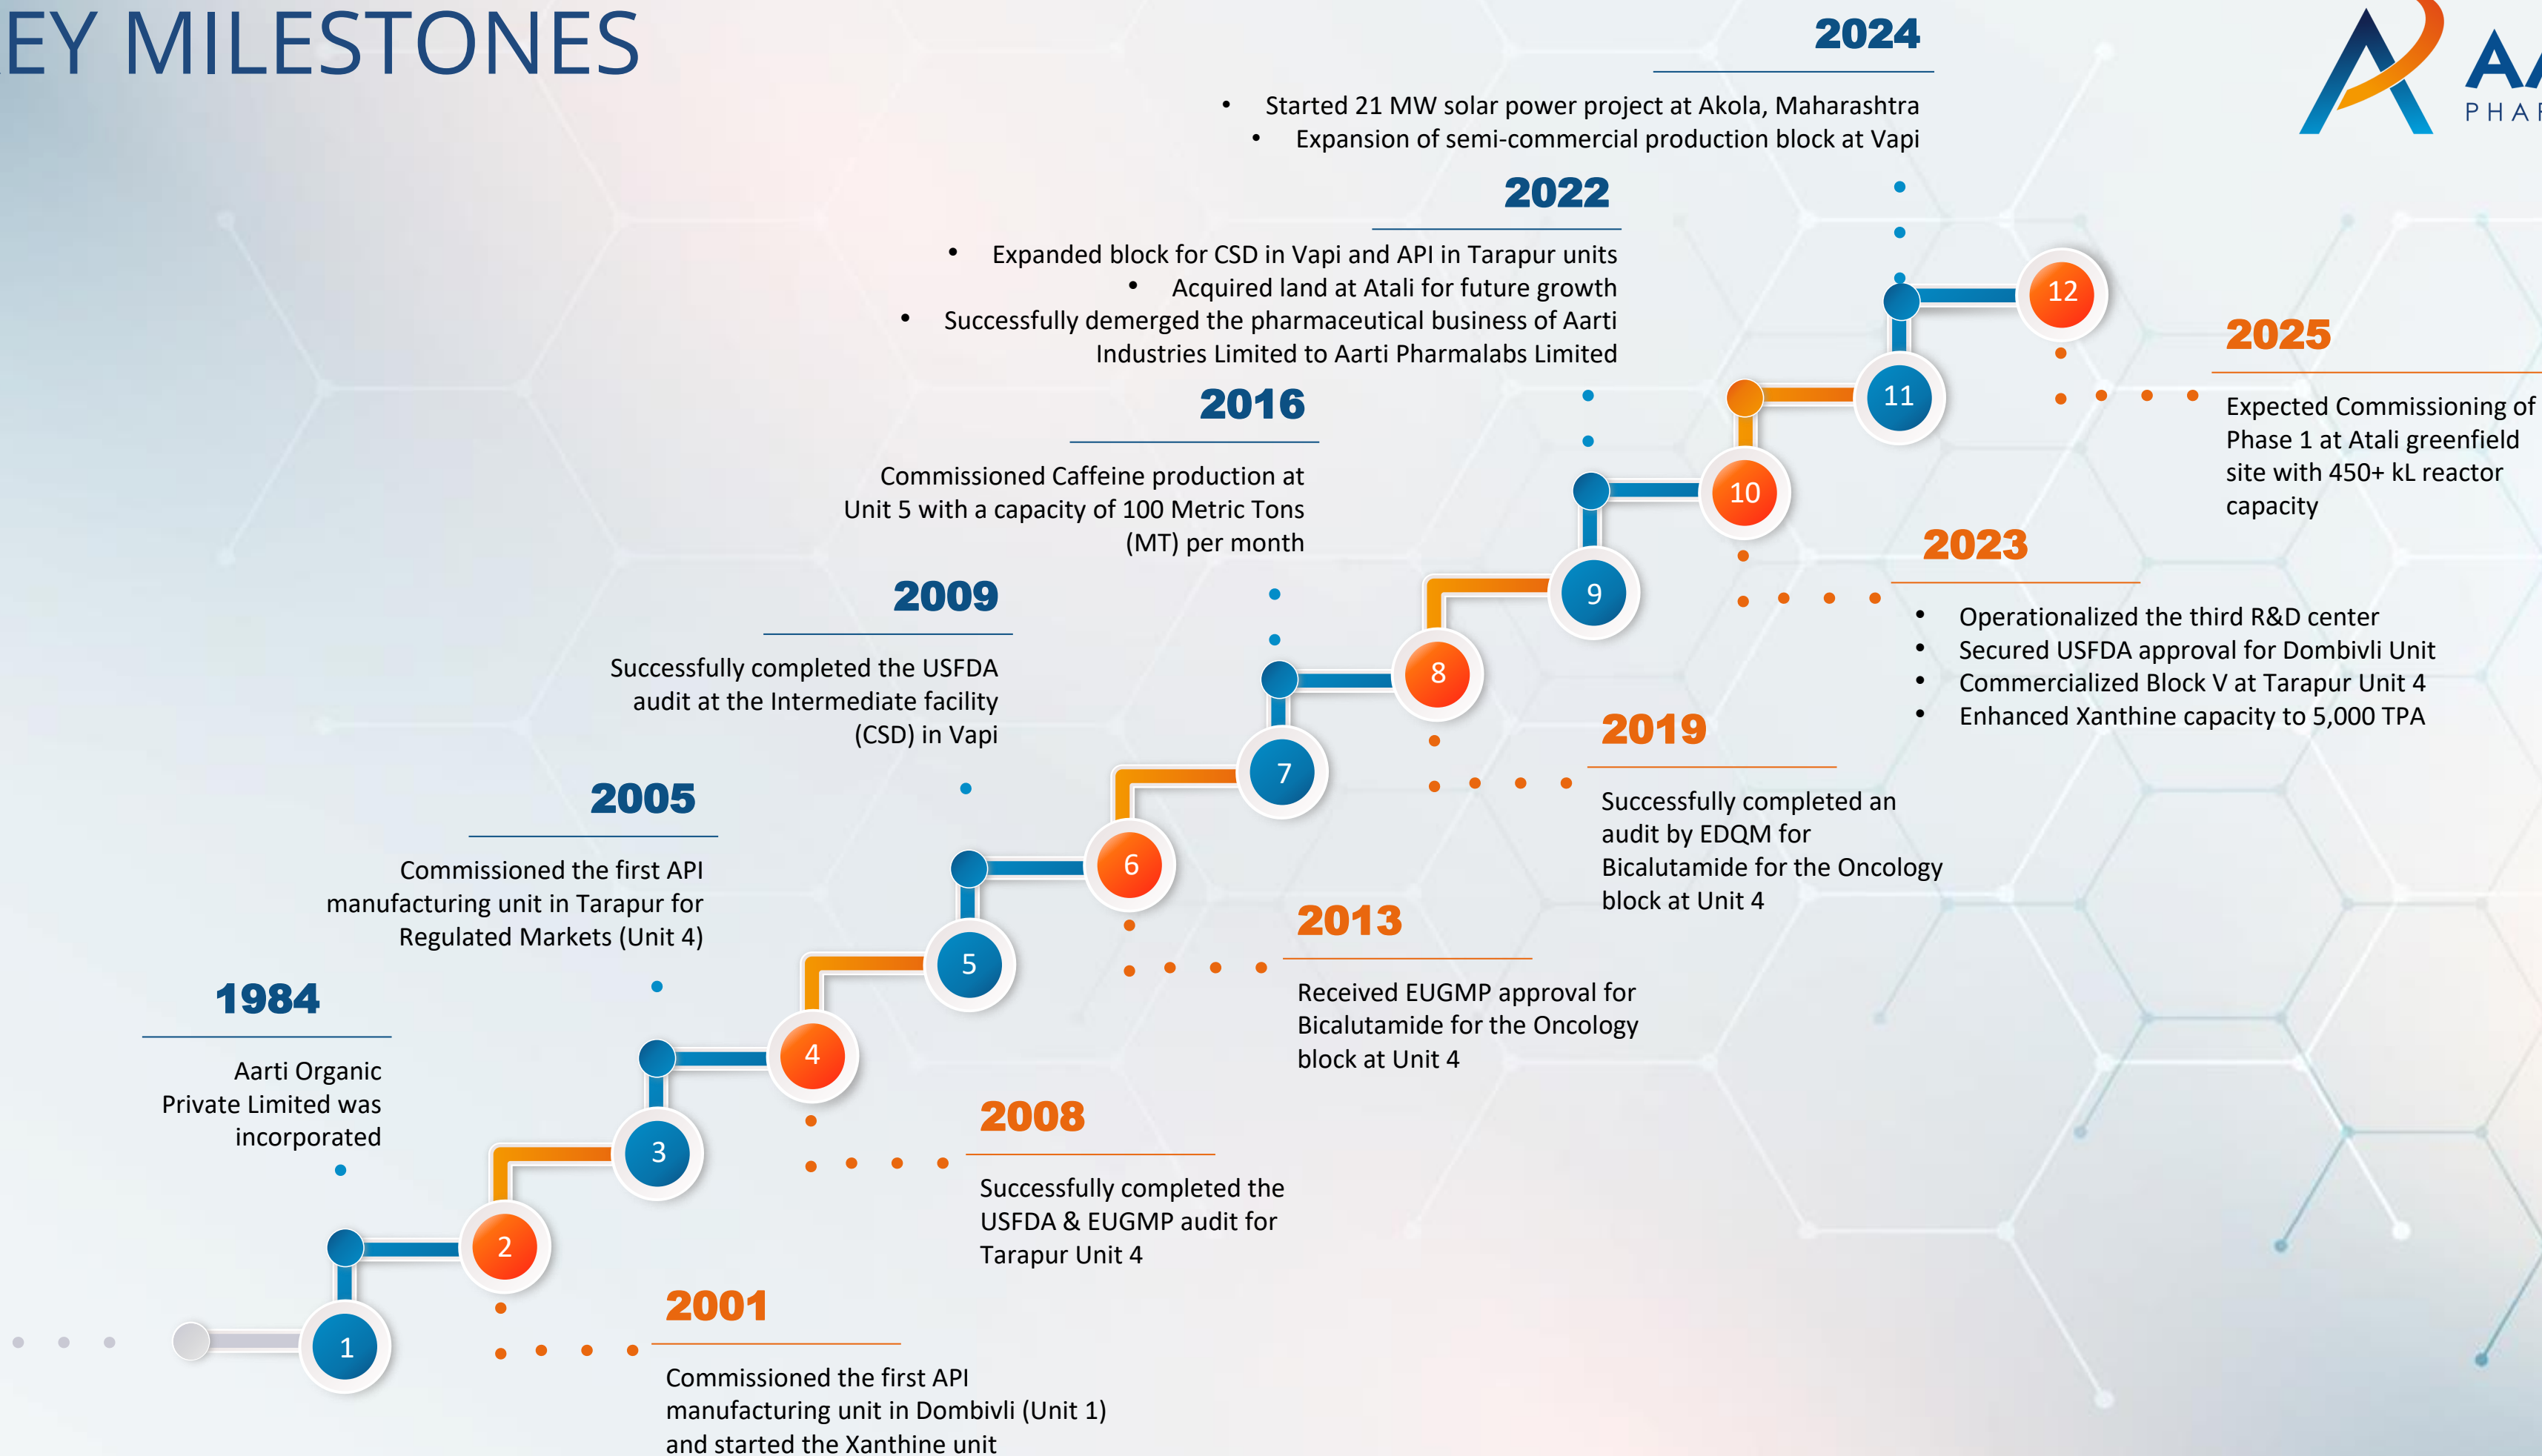 EY MILESTONES
2024
• Started 21 MW solar power project at Akola, Maharashtra
• Expansion of semi-commercial production block at Vapi
2022
• Expanded block for CSD in Vapi and API in Tarapur units
• Acquired land at Atali for future growth
• Successfully demerged the pharmaceutical business of Aarti
Industries Limited to Aarti Pharmalabs Limited
2016
Commissioned Caffeine production at
Unit 5 with a capacity of 100 Metric Tons
(MT) per month
2009
Successfully completed the USFDA
audit at the Intermediate facility
(CSD) in Vapi
2005
Commissioned the first API
manufacturing unit in Tarapur for
Regulated Markets (Unit 4)
1984
Aarti Organic
Private Limited was
incorporated
1
2
3
4
5
6
7
8
9
10
11
12
2001
Commissioned the first API
manufacturing unit in Dombivli (Unit 1)
and started the Xanthine unit
2008
Successfully completed the
USFDA & EUGMP audit for
Tarapur Unit 4
2013
Received EUGMP approval for
Bicalutamide for the Oncology
block at Unit 4
2019
Successfully completed an
audit by EDQM for
Bicalutamide for the Oncology
block at Unit 4
2023
• Operationalized the third R&D center
• Secured USFDA approval for Dombivli Unit
• Commercialized Block V at Tarapur Unit 4
• Enhanced Xanthine capacity to 5,000 TPA
2025
Expected Commissioning of
Phase 1 at Atali greenfield
site with 450+ kL reactor
capacity